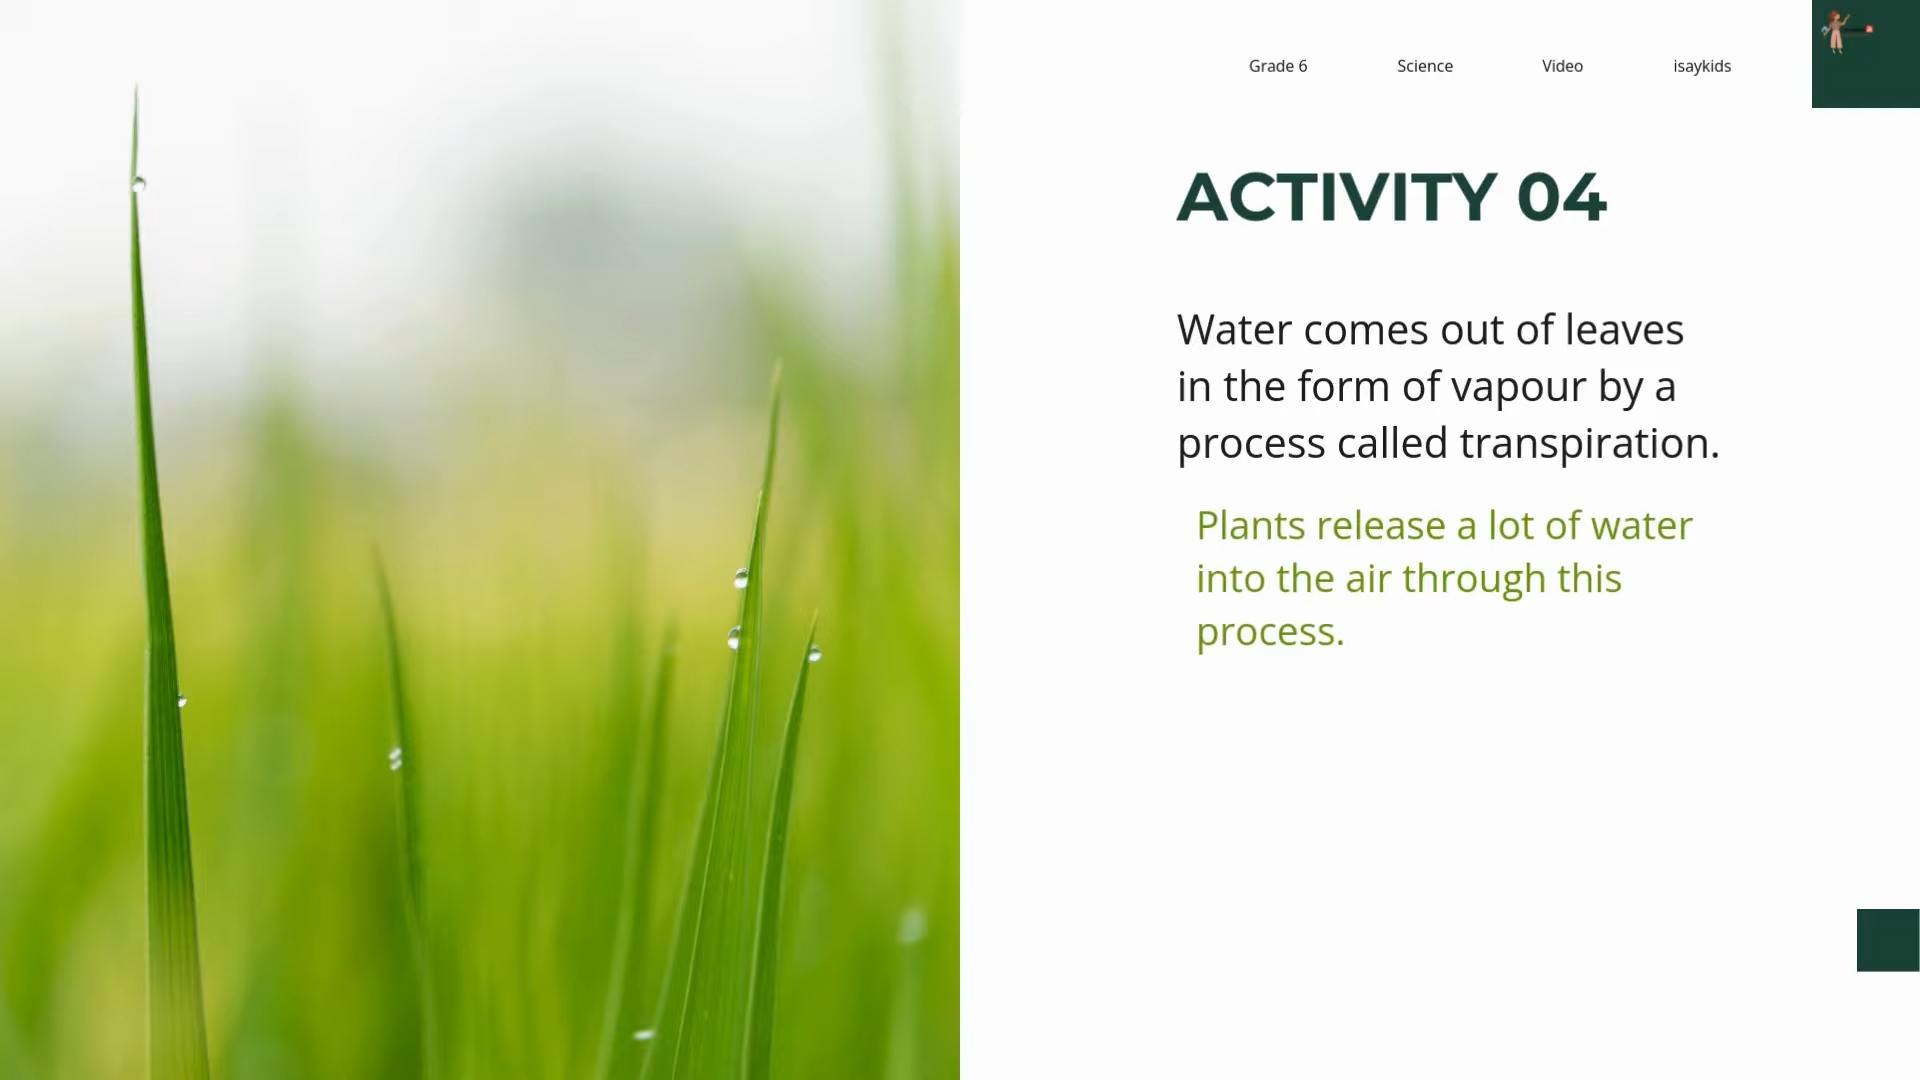 Grade 6 Science Video isaykids
ACTIVITY 04
Water comes out of leaves
in the form of vapour by a
process called transpiration.
Plants release a lot of water
into the air through this
process.